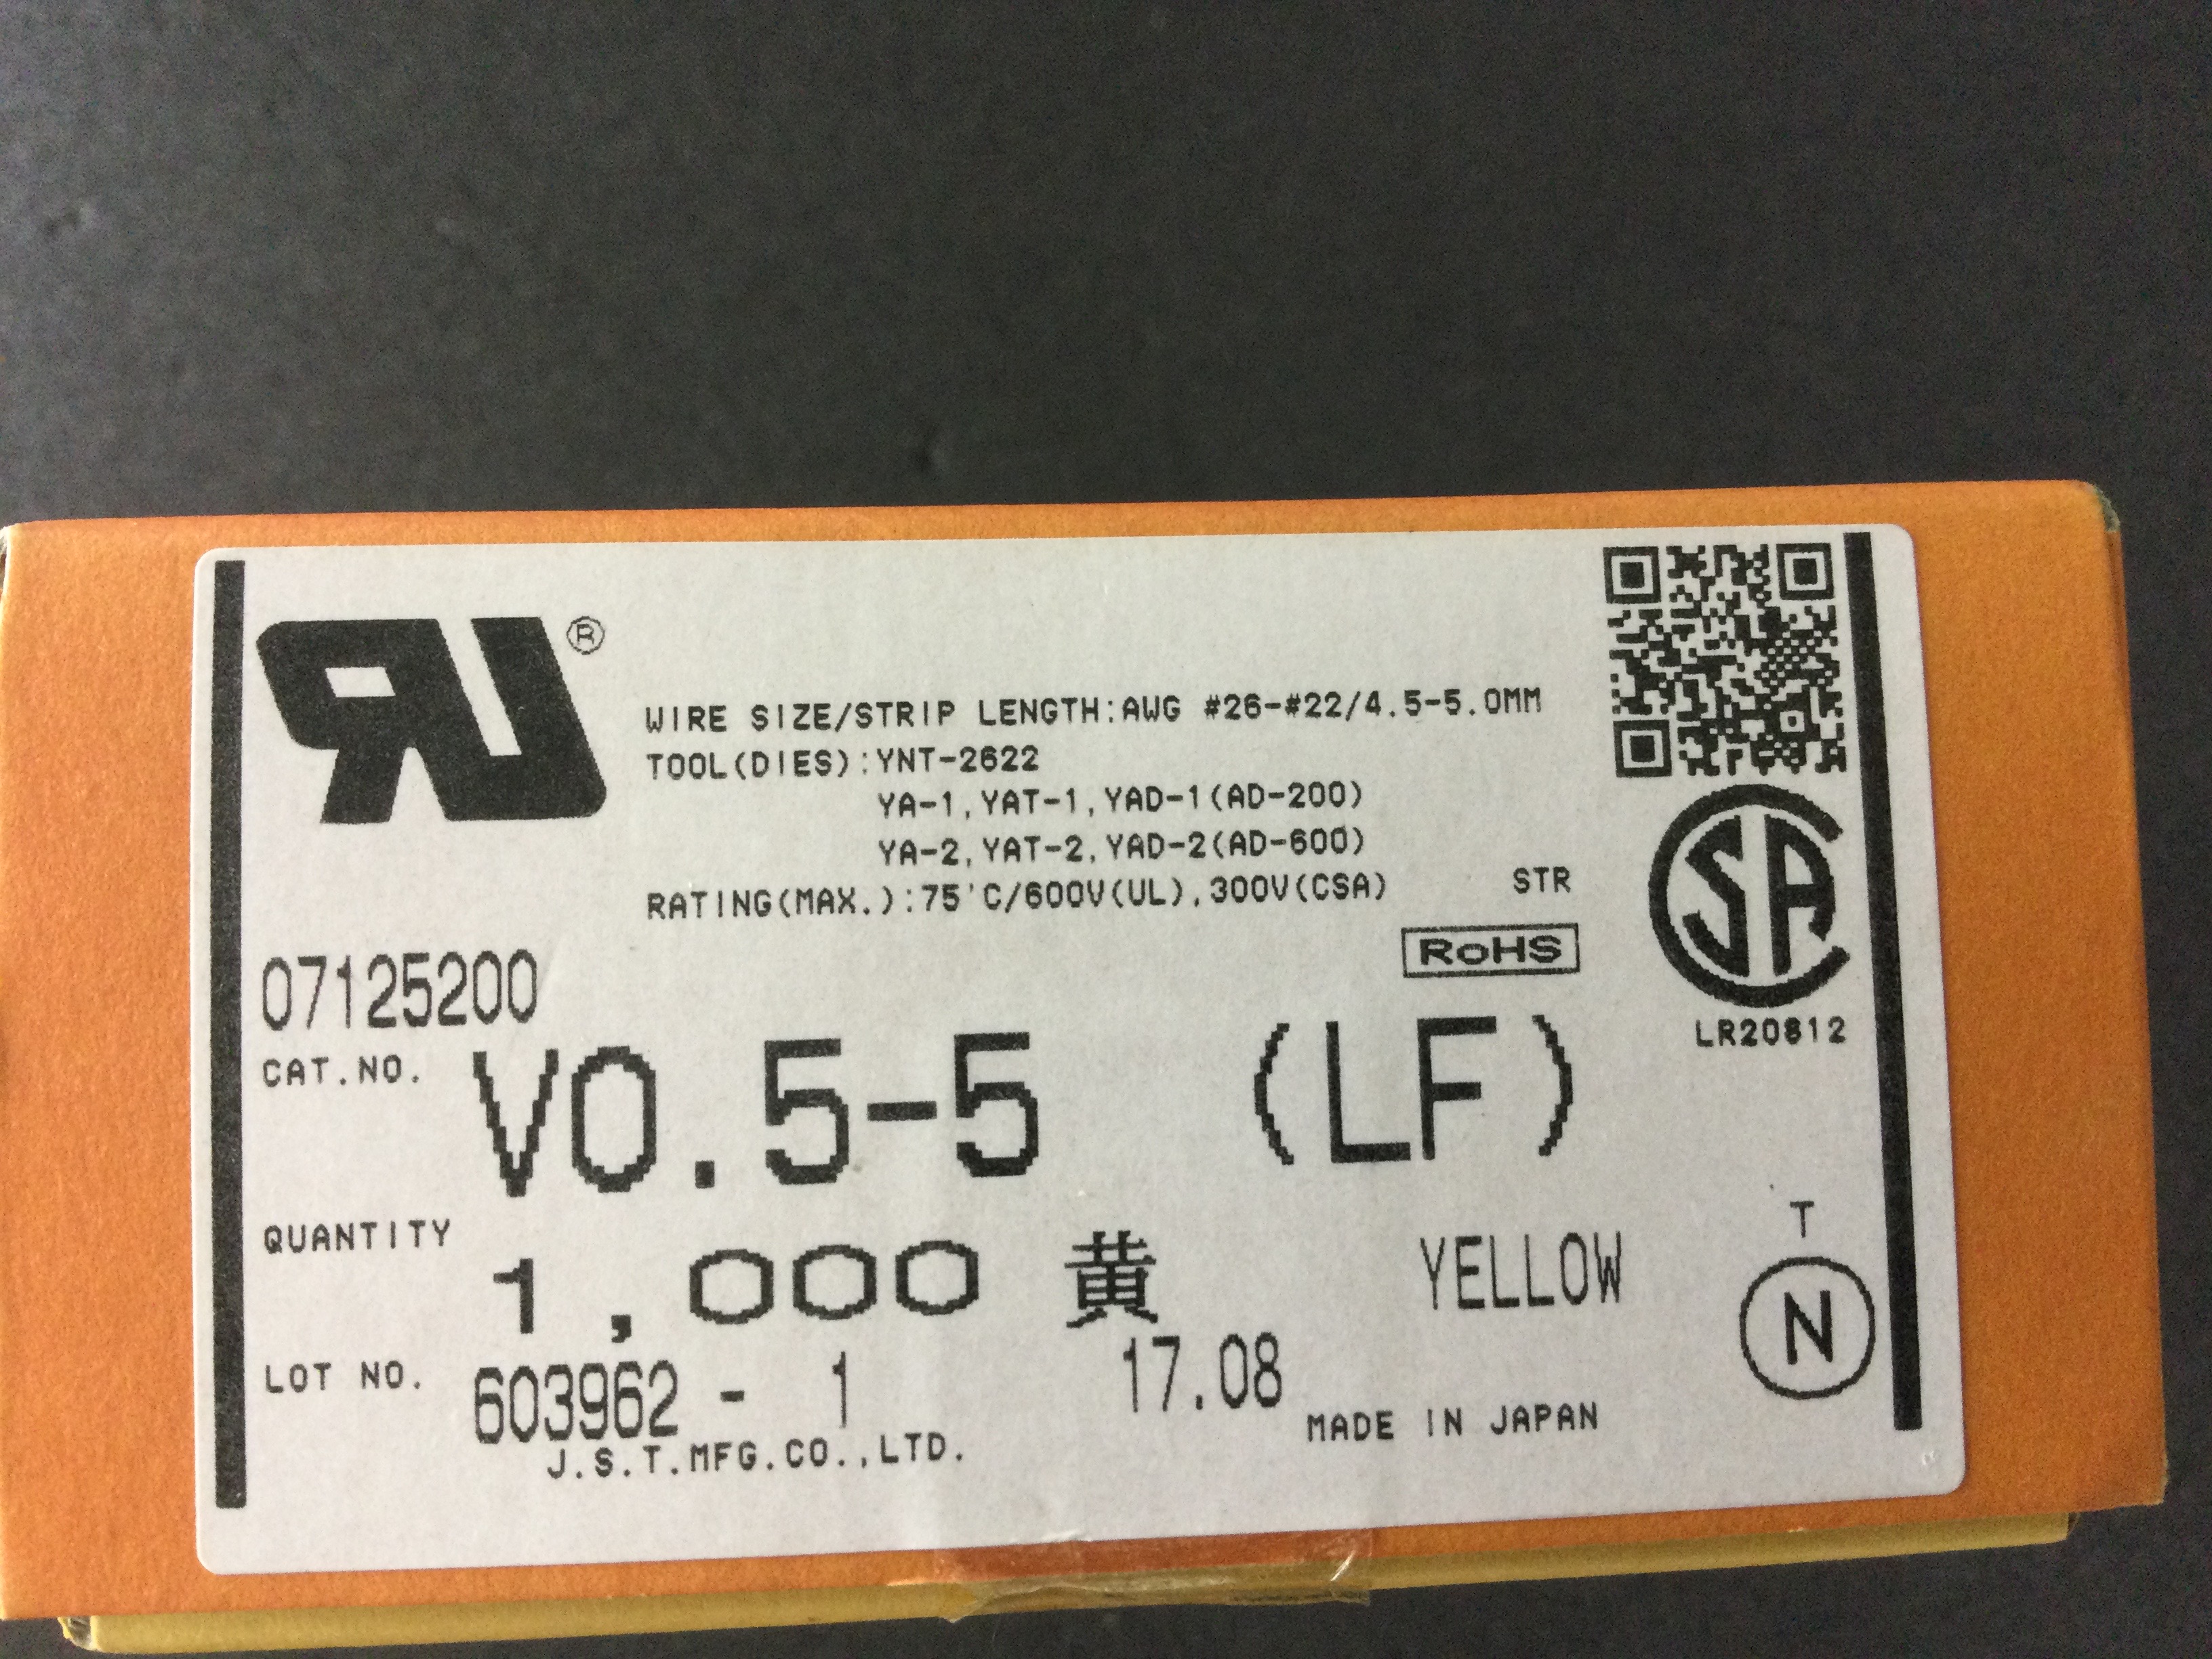 RU®
WIRE SIZE/STRIP LENGTH:AWG #26-#22/4.5-5.0MM
TOOL(DIES):YNT-2622
YA-1,YAT-1,YAD-1(AD-200)
YA-2,YAT-2,YAD-2(AD-600)
RATING(MAX.):75'C/600V(UL),300V(CSA)
STR
RoHS
SA
LR20812
07125200
CAT.NO. V0.5-5 (LF)
QUANTITY 1,000 黄 YELLOW
T
N
LOT NO. 603962 - 1 17.08
J.S.T.MFG.CO.,LTD.
MADE IN JAPAN